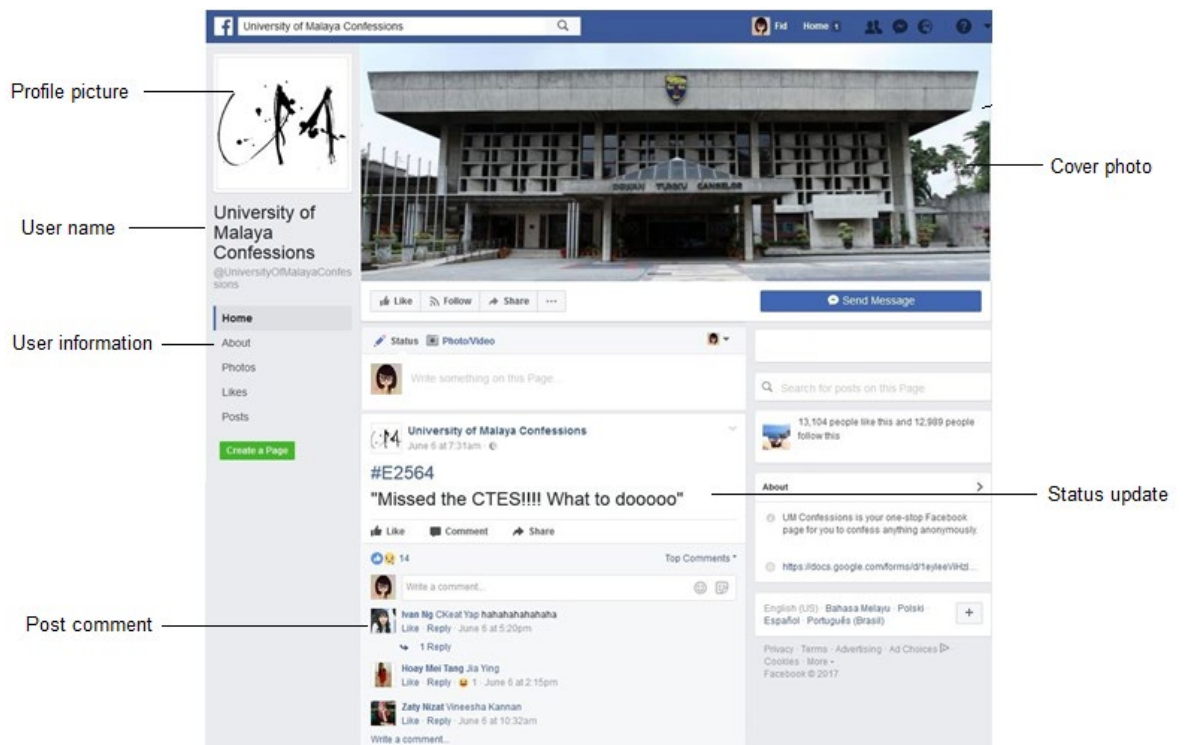 University of Malaya Confessions
Fid Home 1
Profile picture
DEWAN TUNKU CANSELOR
Cover photo
User name
University of
Malaya
Confessions
@UniversityOfMalayaConfes
sions
Like Follow Share ...
Send Message
Home
User information
About
Photos
Likes
Posts
Create a Page
Status Photo/Video
Write something on this Page...
Search for posts on this Page
13,104 people like this and 12,989 people
follow this
University of Malaya Confessions
June 6 at 7:31am ·
#E2564
"Missed the CTES!!!! What to dooooo"
Status update
Like Comment Share
14 Top Comments
Write a comment...
Post comment
Ivan Ng CKeat Yap hahahahahahaha
Like · Reply · June 6 at 5:20pm
1 Reply
Hoay Mei Tang Jia Ying
Like · Reply · 1 · June 6 at 2:15pm
Zaty Nizat Vineesha Kannan
Like · Reply · June 6 at 10:32am
Write a comment...
About
UM Confessions is your one-stop Facebook
page for you to confess anything anonymously.
English (US) · Bahasa Melayu · Polski ·
Español · Português (Brasil)
+
Privacy · Terms · Advertising · Ad Choices ·
Cookies · More
Facebook © 2017